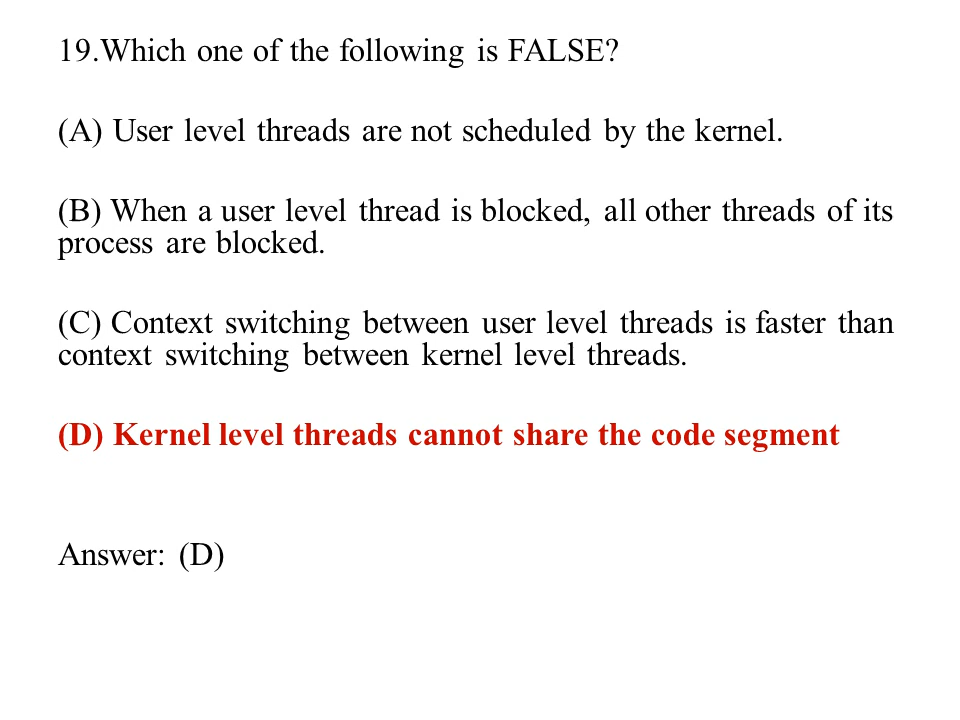 19.Which one of the following is FALSE?
(A) User level threads are not scheduled by the kernel.
(B) When a user level thread is blocked, all other threads of its
process are blocked.
(C) Context switching between user level threads is faster than
context switching between kernel level threads.
(D) Kernel level threads cannot share the code segment
Answer: (D)